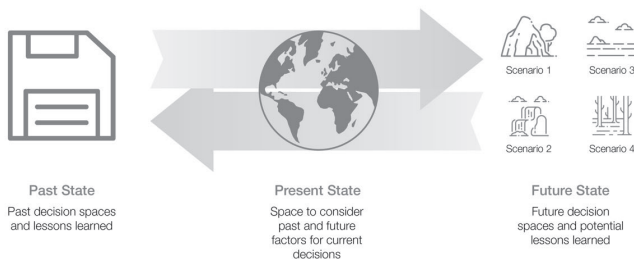 Scenario 1
Scenario 3
Scenario 2
Scenario 4
Past State
Past decision spaces
and lessons learned
Present State
Space to consider
past and future
factors for current
decisions
Future State
Future decision
spaces and potential
lessons learned